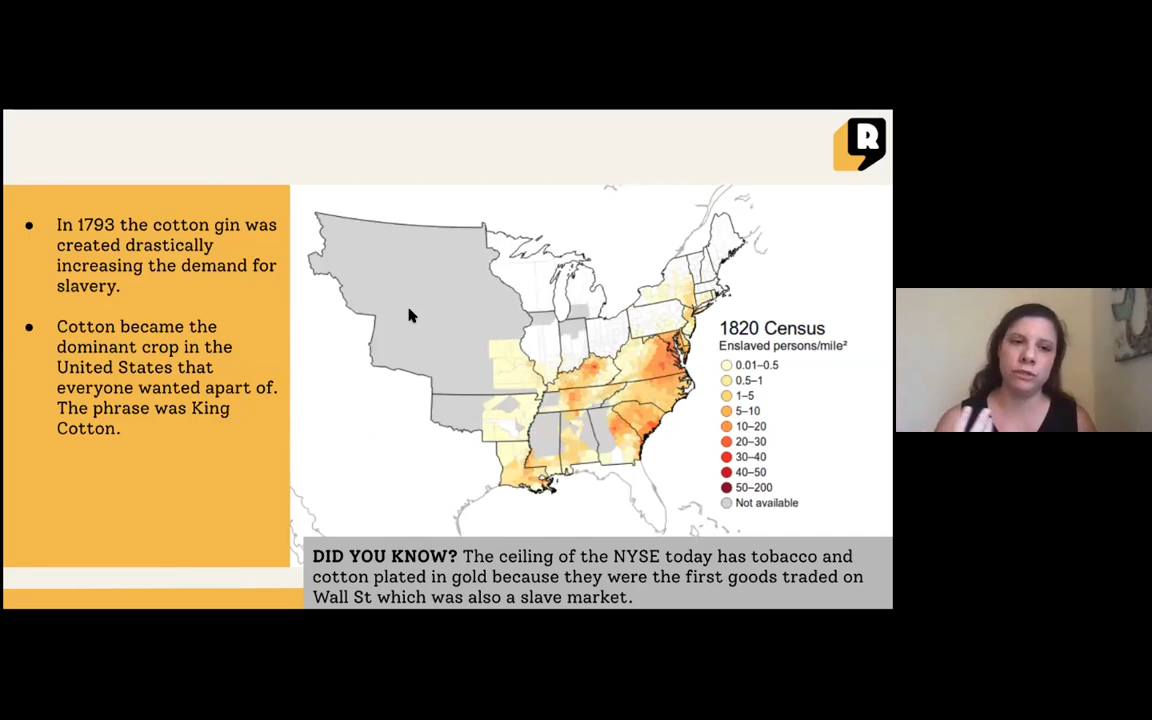 R
● In 1793 the cotton gin was
created drastically
increasing the demand for
slavery.
● Cotton became the
dominant crop in the
United States that
everyone wanted apart of.
The phrase was King
Cotton.
1820 Census
Enslaved persons/mile²
0.01–0.5
0.5–1
1–5
5–10
10–20
20–30
30–40
40–50
50–200
Not available
DID YOU KNOW? The ceiling of the NYSE today has tobacco and
cotton plated in gold because they were the first goods traded on
Wall St which was also a slave market.